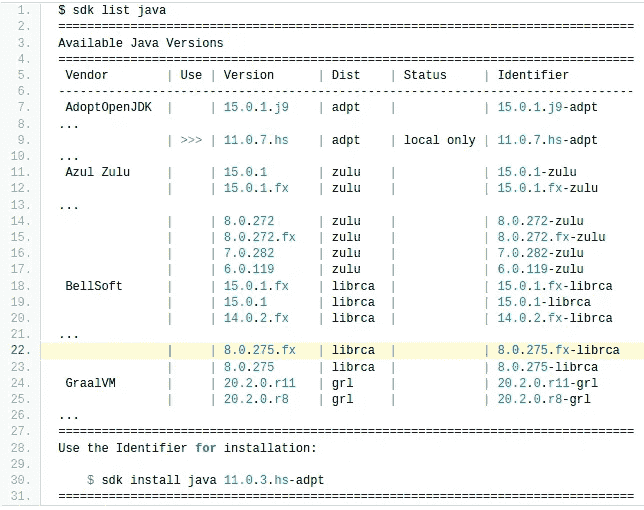 1. $ sdk list java
2. ================================================================================
3. Available Java Versions
4. ================================================================================
5. Vendor | Use | Version | Dist | Status | Identifier
6. --------------------------------------------------------------------------------
7. AdoptOpenJDK | | 15.0.1.j9 | adpt | | 15.0.1.j9-adpt
8. ...
9. | >>> | 11.0.7.hs | adpt | local only | 11.0.7.hs-adpt
10. ...
11. Azul Zulu | | 15.0.1 | zulu | | 15.0.1-zulu
12. | | 15.0.1.fx | zulu | | 15.0.1.fx-zulu
13. ...
14. | | 8.0.272 | zulu | | 8.0.272-zulu
15. | | 8.0.272.fx | zulu | | 8.0.272.fx-zulu
16. | | 7.0.282 | zulu | | 7.0.282-zulu
17. | | 6.0.119 | zulu | | 6.0.119-zulu
18. BellSoft | | 15.0.1.fx | librca | | 15.0.1.fx-librca
19. | | 15.0.1 | librca | | 15.0.1-librca
20. | | 14.0.2.fx | librca | | 14.0.2.fx-librca
21. ...
22. | | 8.0.275.fx | librca | | 8.0.275.fx-librca
23. | | 8.0.275 | librca | | 8.0.275-librca
24. GraalVM | | 20.2.0.r11 | grl | | 20.2.0.r11-grl
25. | | 20.2.0.r8 | grl | | 20.2.0.r8-grl
26. ...
27. ================================================================================
28. Use the Identifier for installation:
29.
30. $ sdk install java 11.0.3.hs-adpt
31. ================================================================================